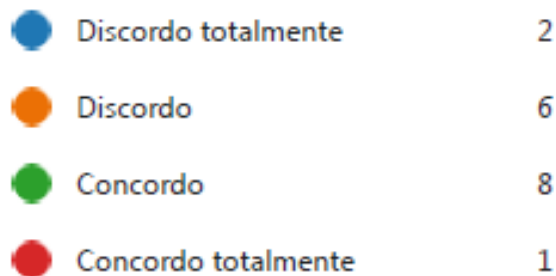 Discordo totalmente 2
Discordo 6
Concordo 8
Concordo totalmente 1